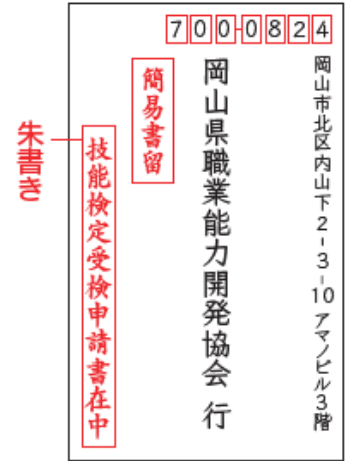 700-0824
岡山市北区内山下2-3-10 アマノビル3階
岡山県職業能力開発協会 行
簡易書留
技能検定受検申請書在中
朱書き